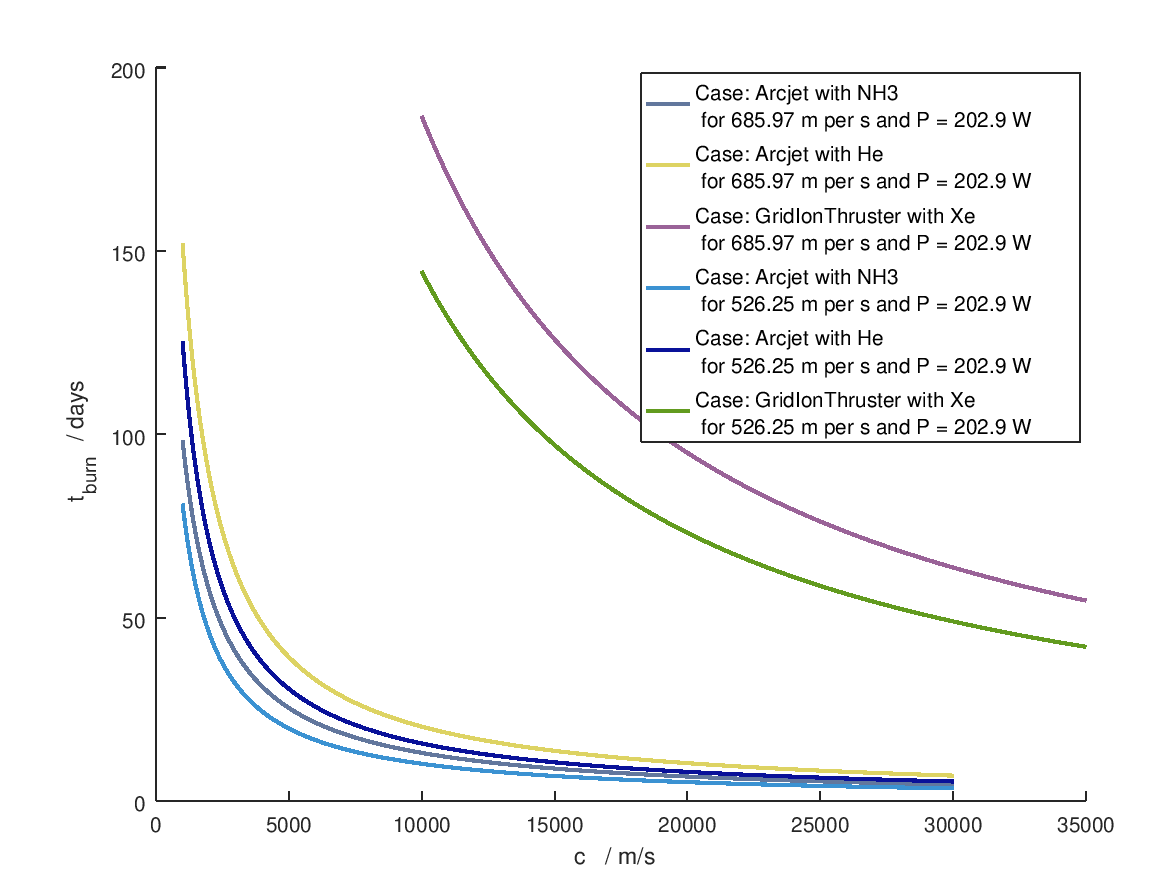 200
150
100
50
0
t_burn / days
Case: Arcjet with NH3
for 685.97 m per s and P = 202.9 W
Case: Arcjet with He
for 685.97 m per s and P = 202.9 W
Case: GridIonThruster with Xe
for 685.97 m per s and P = 202.9 W
Case: Arcjet with NH3
for 526.25 m per s and P = 202.9 W
Case: Arcjet with He
for 526.25 m per s and P = 202.9 W
Case: GridIonThruster with Xe
for 526.25 m per s and P = 202.9 W
0 5000 10000 15000 20000 25000 30000 35000
c / m/s